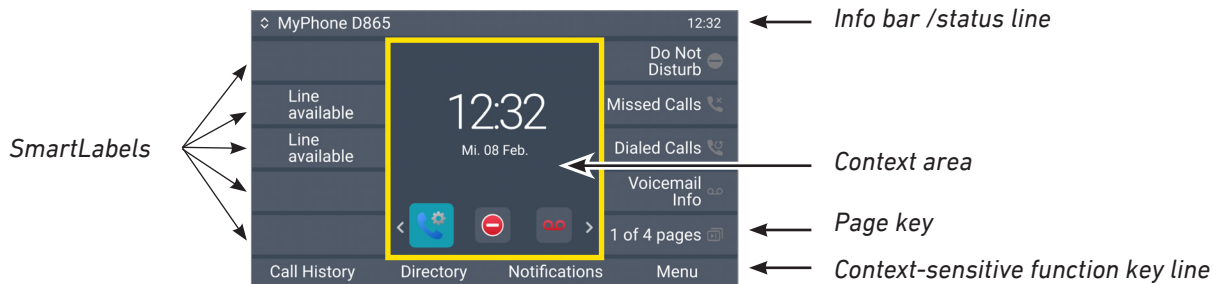 MyPhone D865
12:32
Info bar /status line
Do Not
Disturb
Line
available
Missed Calls
12:32
SmartLabels
Line
available
Mi. 08 Feb.
Dialed Calls
Context area
Voicemail
Info
1 of 4 pages
Page key
Call History
Directory
Notifications
Menu
Context-sensitive function key line